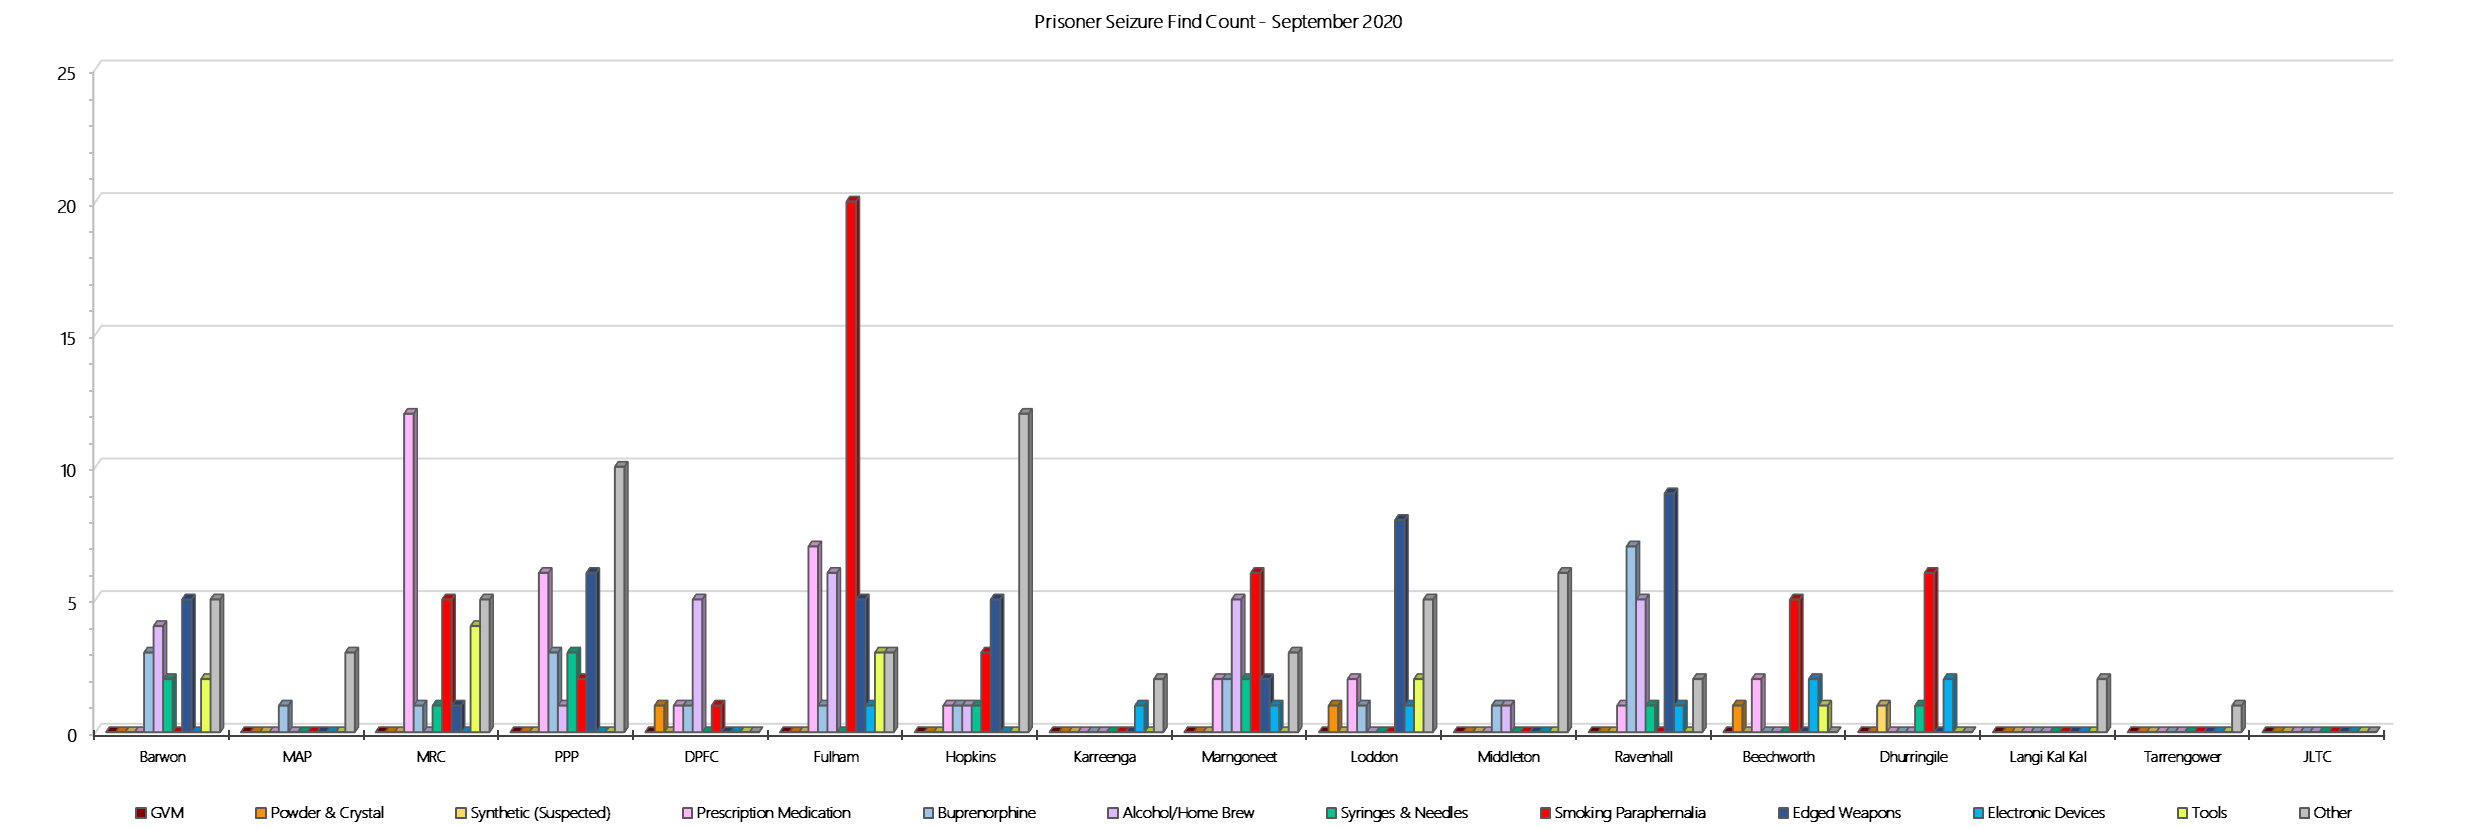 Prisoner Seizure Find Count - September 2020
25
20
15
10
5
0
Barwon MAP MRC PPP DPFC Fulham Hopkins Karreenga Marngoneet Loddon Middleton Ravenhall Beechworth Dhurringile Langi Kal Kal Tarrengower JLTC
GVM Powder & Crystal Synthetic (Suspected) Prescription Medication Buprenorphine Alcohol/Home Brew Syringes & Needles Smoking Paraphernalia Edged Weapons Electronic Devices Tools Other